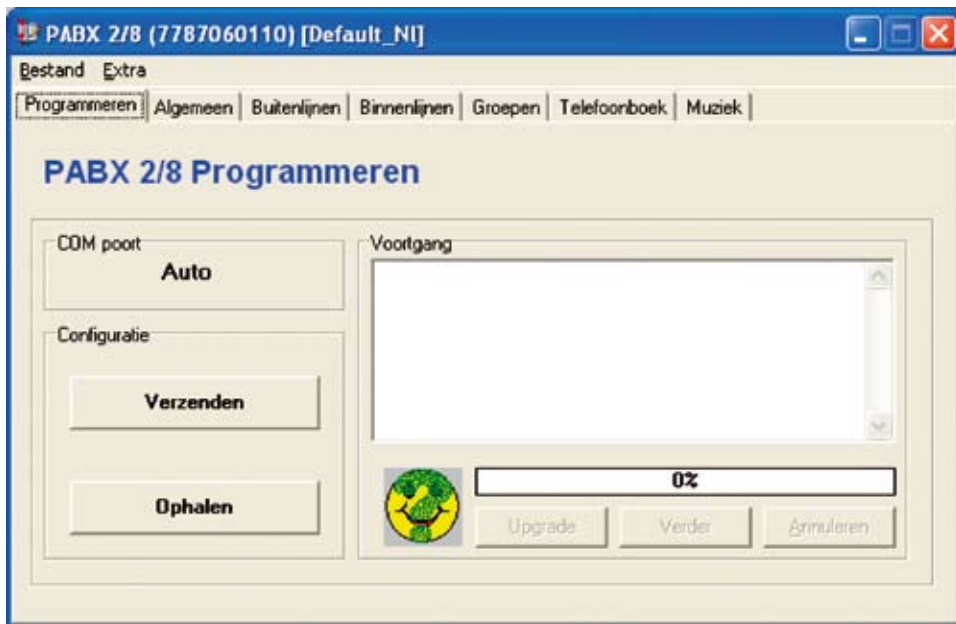 PABX 2/8 (7787060110) [Default_Nl]
Bestand Extra
Programmeren Algemeen Buitenlijnen Binnenlijnen Groepen Telefoonboek Muziek
PABX 2/8 Programmeren
COM poort
Auto
Configuratie
Verzenden
Ophalen
Voortgang
0%
Upgrade Verder Annuleren